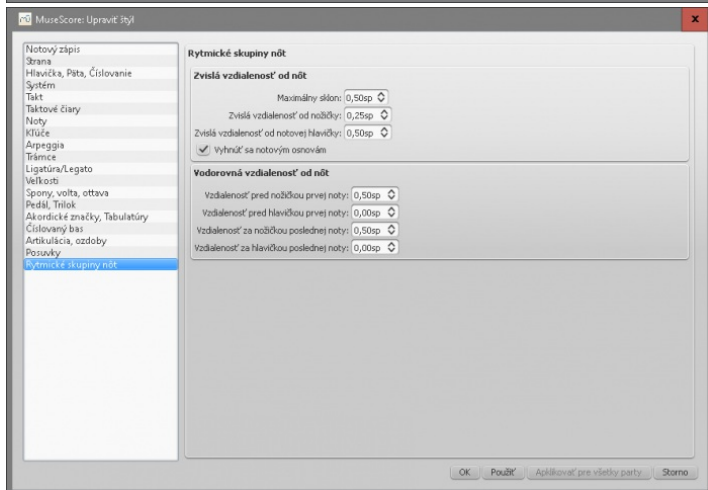 MuseScore: Upraviť štýl
x
Notový zápis
Strana
Hlavička, Päta, Číslovanie
Systém
Takt
Taktové čiary
Noty
Kľúče
Arpeggia
Trámce
Ligatúra/Legato
Veľkosti
Spony, volta, ottava
Pedál, Trilok
Akordické značky, Tabulatúry
Číslovaný bas
Artikulácia, ozdoby
Posuvky
Rytmické skupiny nôt
Rytmické skupiny nôt
Zvislá vzdialenosť od nôt
Maximálny sklon: 0,50sp
Zvislá vzdialenosť od nožičky: 0,25sp
Zvislá vzdialenosť od notovej hlavičky: 0,50sp
Vyhnúť sa notovým osnovám
Vodorovná vzdialenosť od nôt
Vzdialenosť pred nožičkou prvej noty: 0,50sp
Vzdialenosť pred hlavičkou prvej noty: 0,00sp
Vzdialenosť za nožičkou poslednej noty: 0,50sp
Vzdialenosť za hlavičkou poslednej noty: 0,00sp
OK Použiť Aplikovať pre všetky party Storno